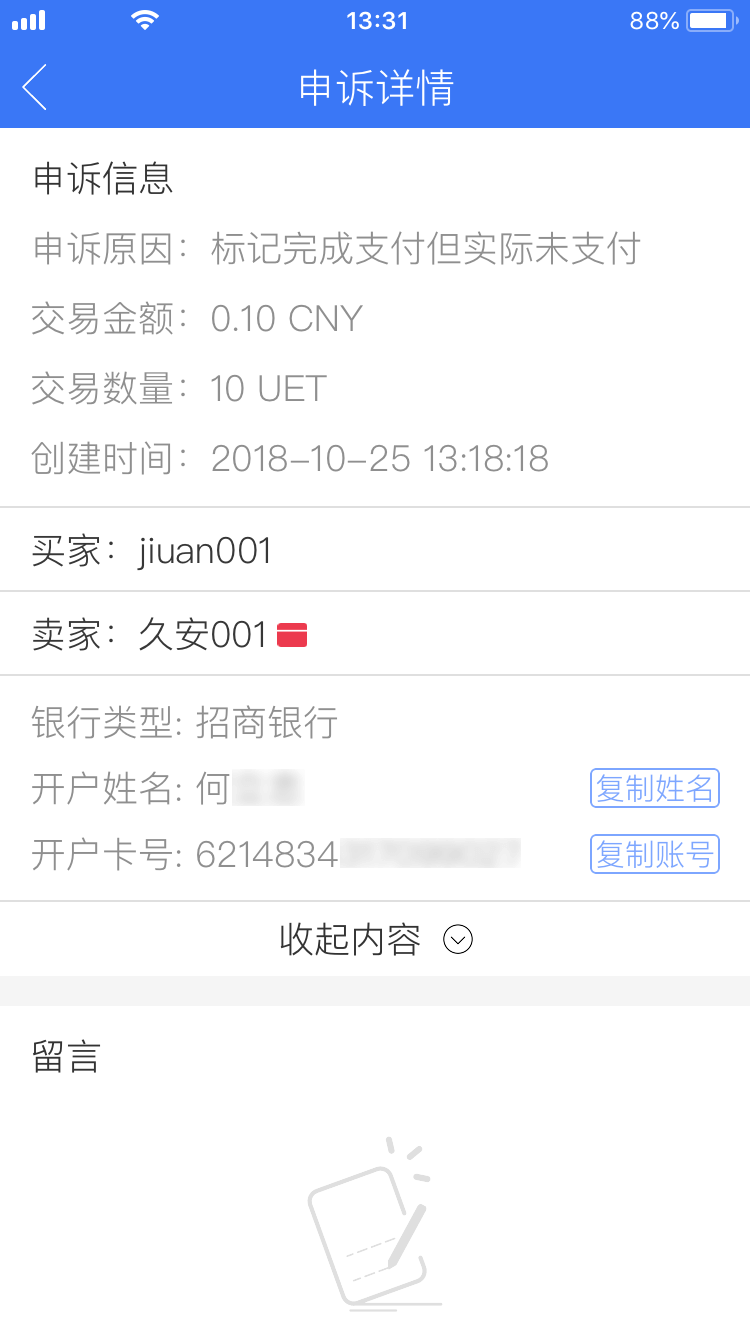 13:31
88%
申诉详情
申诉信息
申诉原因：标记完成支付但实际未支付
交易金额：0.10 CNY
交易数量：10 UET
创建时间：2018-10-25 13:18:18
买家：jiuan001
卖家：久安001
银行类型: 招商银行
开户姓名: 何
复制姓名
开户卡号: 6214834
复制账号
收起内容
留言